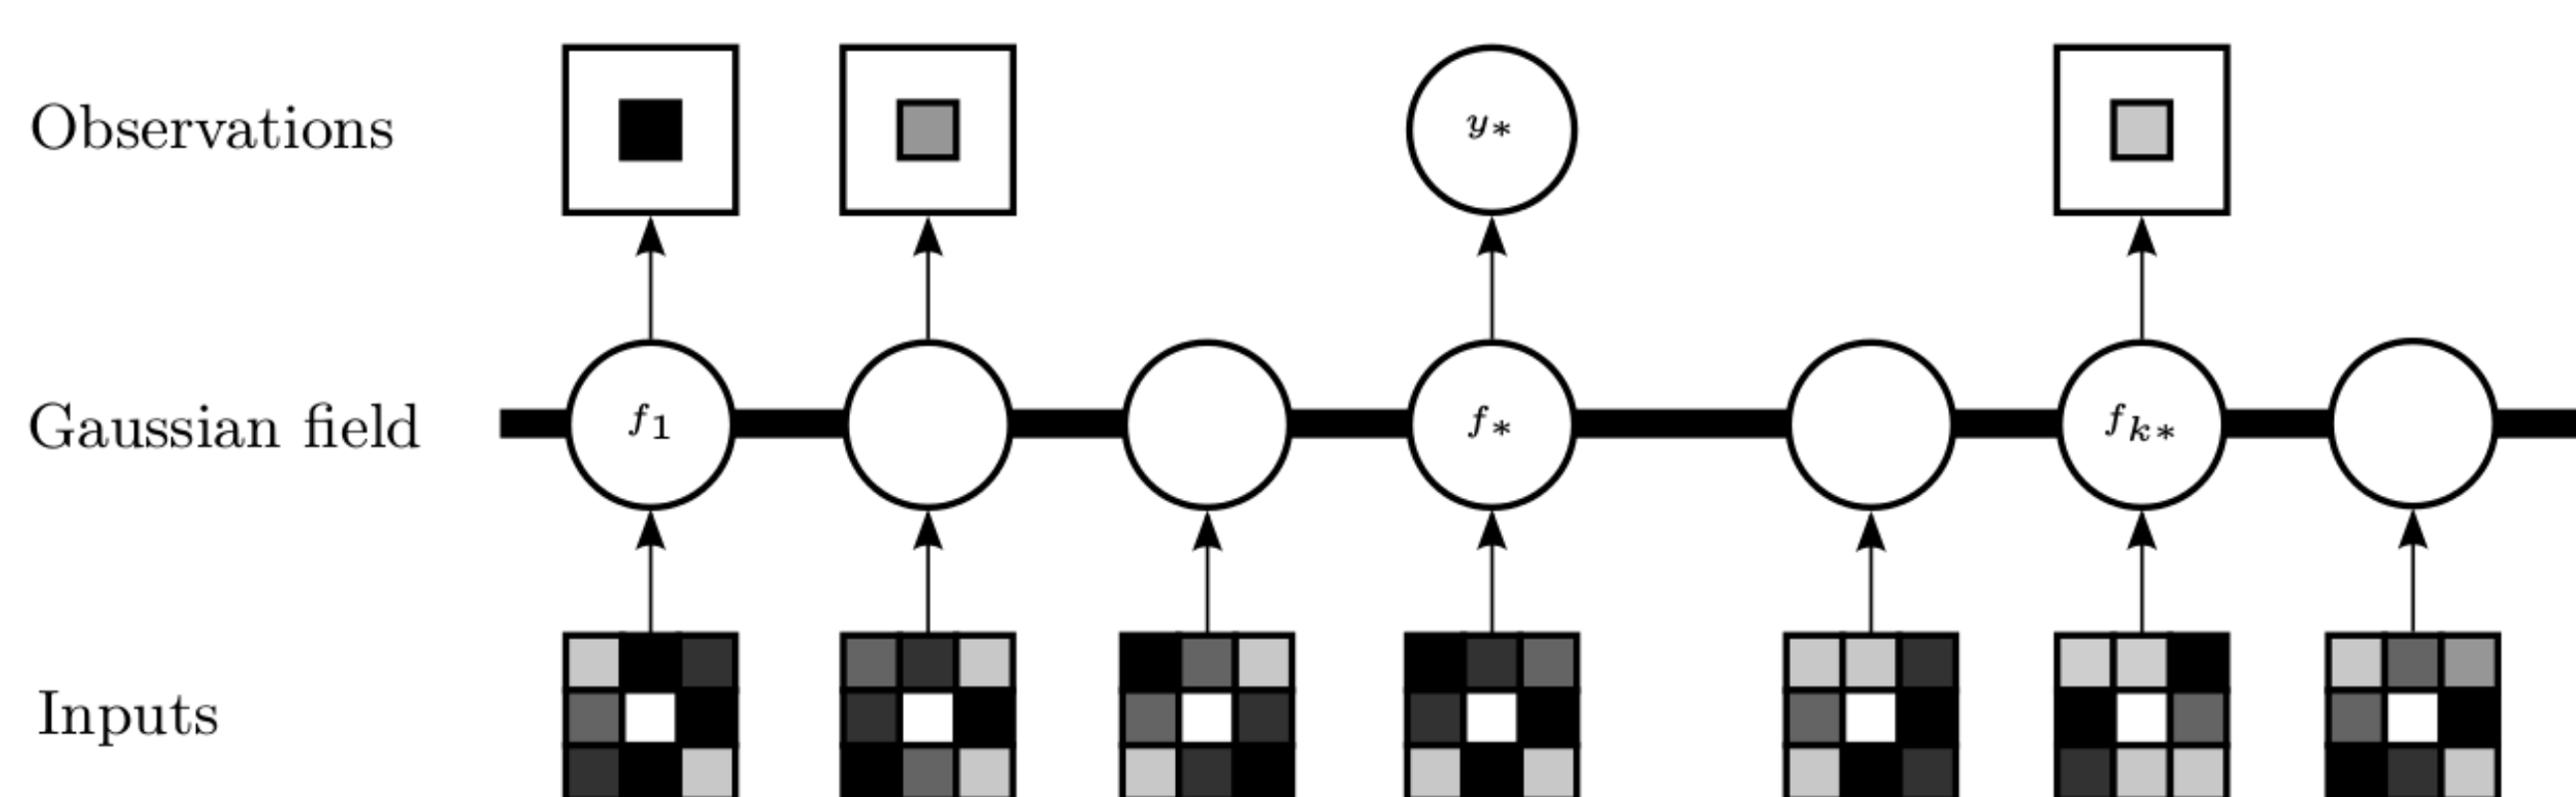 Observations
y*
Gaussian field
f1
f*
fk*
Inputs